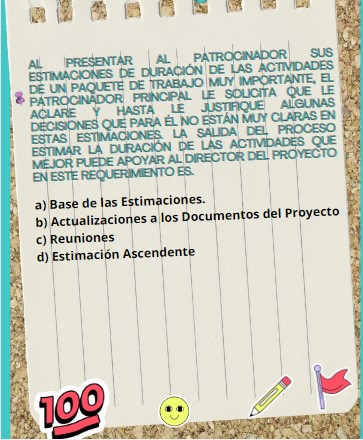 AL PRESENTAR AL PATROCINADOR SUS
ESTIMACIONES DE DURACIÓN DE LAS ACTIVIDADES
DE UN PAQUETE DE TRABAJO MUY IMPORTANTE, EL
PATROCINADOR PRINCIPAL LE SOLICITA QUE LE
ACLARE Y HASTA LE JUSTIFIQUE ALGUNAS
DECISIONES QUE PARA ÉL NO ESTÁN MUY CLARAS EN
ESTAS ESTIMACIONES. LA SALIDA DEL PROCESO
ESTIMAR LA DURACIÓN DE LAS ACTIVIDADES QUE
MEJOR PUEDE APOYAR AL DIRECTOR DEL PROYECTO
EN ESTE REQUERIMIENTO ES.
a) Base de las Estimaciones.
b) Actualizaciones a los Documentos del Proyecto
c) Reuniones
d) Estimación Ascendente
100